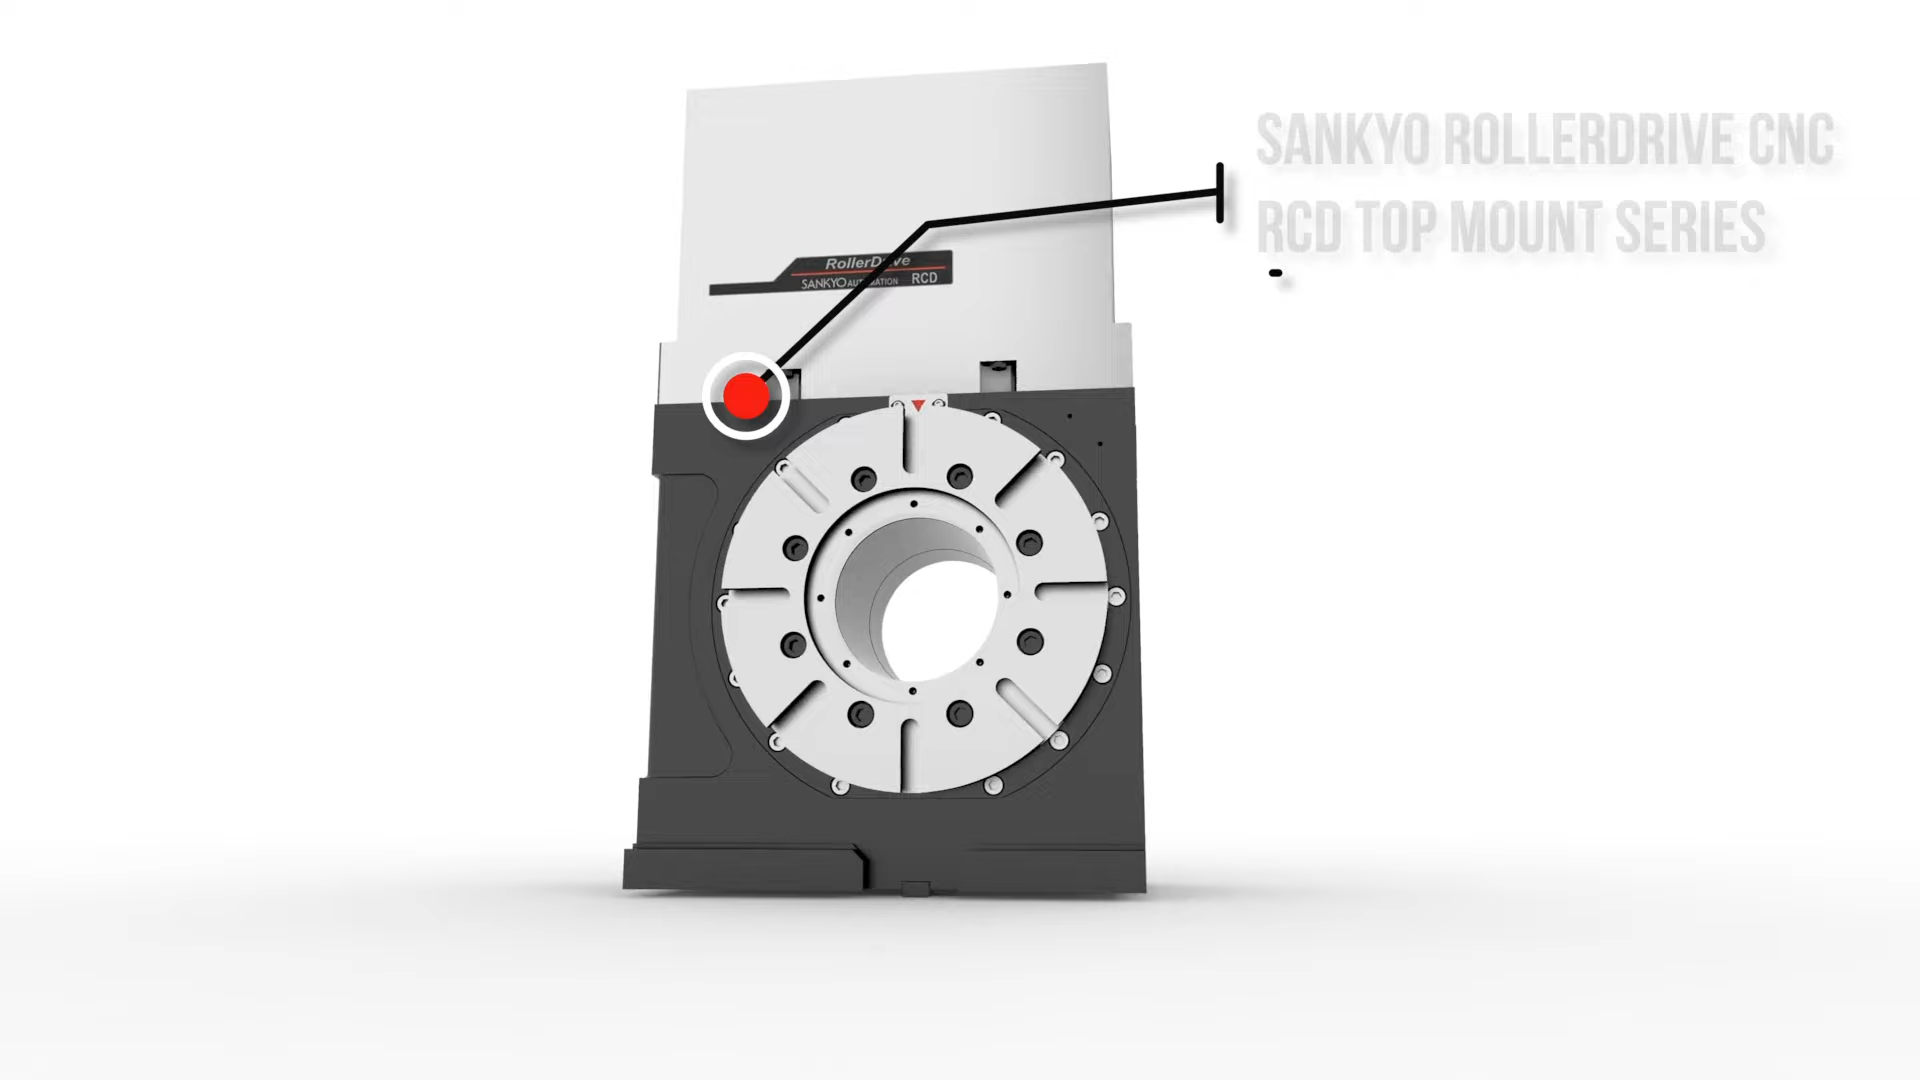 SANKYO ROLLERDRIVE CNC
RCD TOP MOUNT SERIES
RollerDrive
SANKYO AUTOMATION RCD